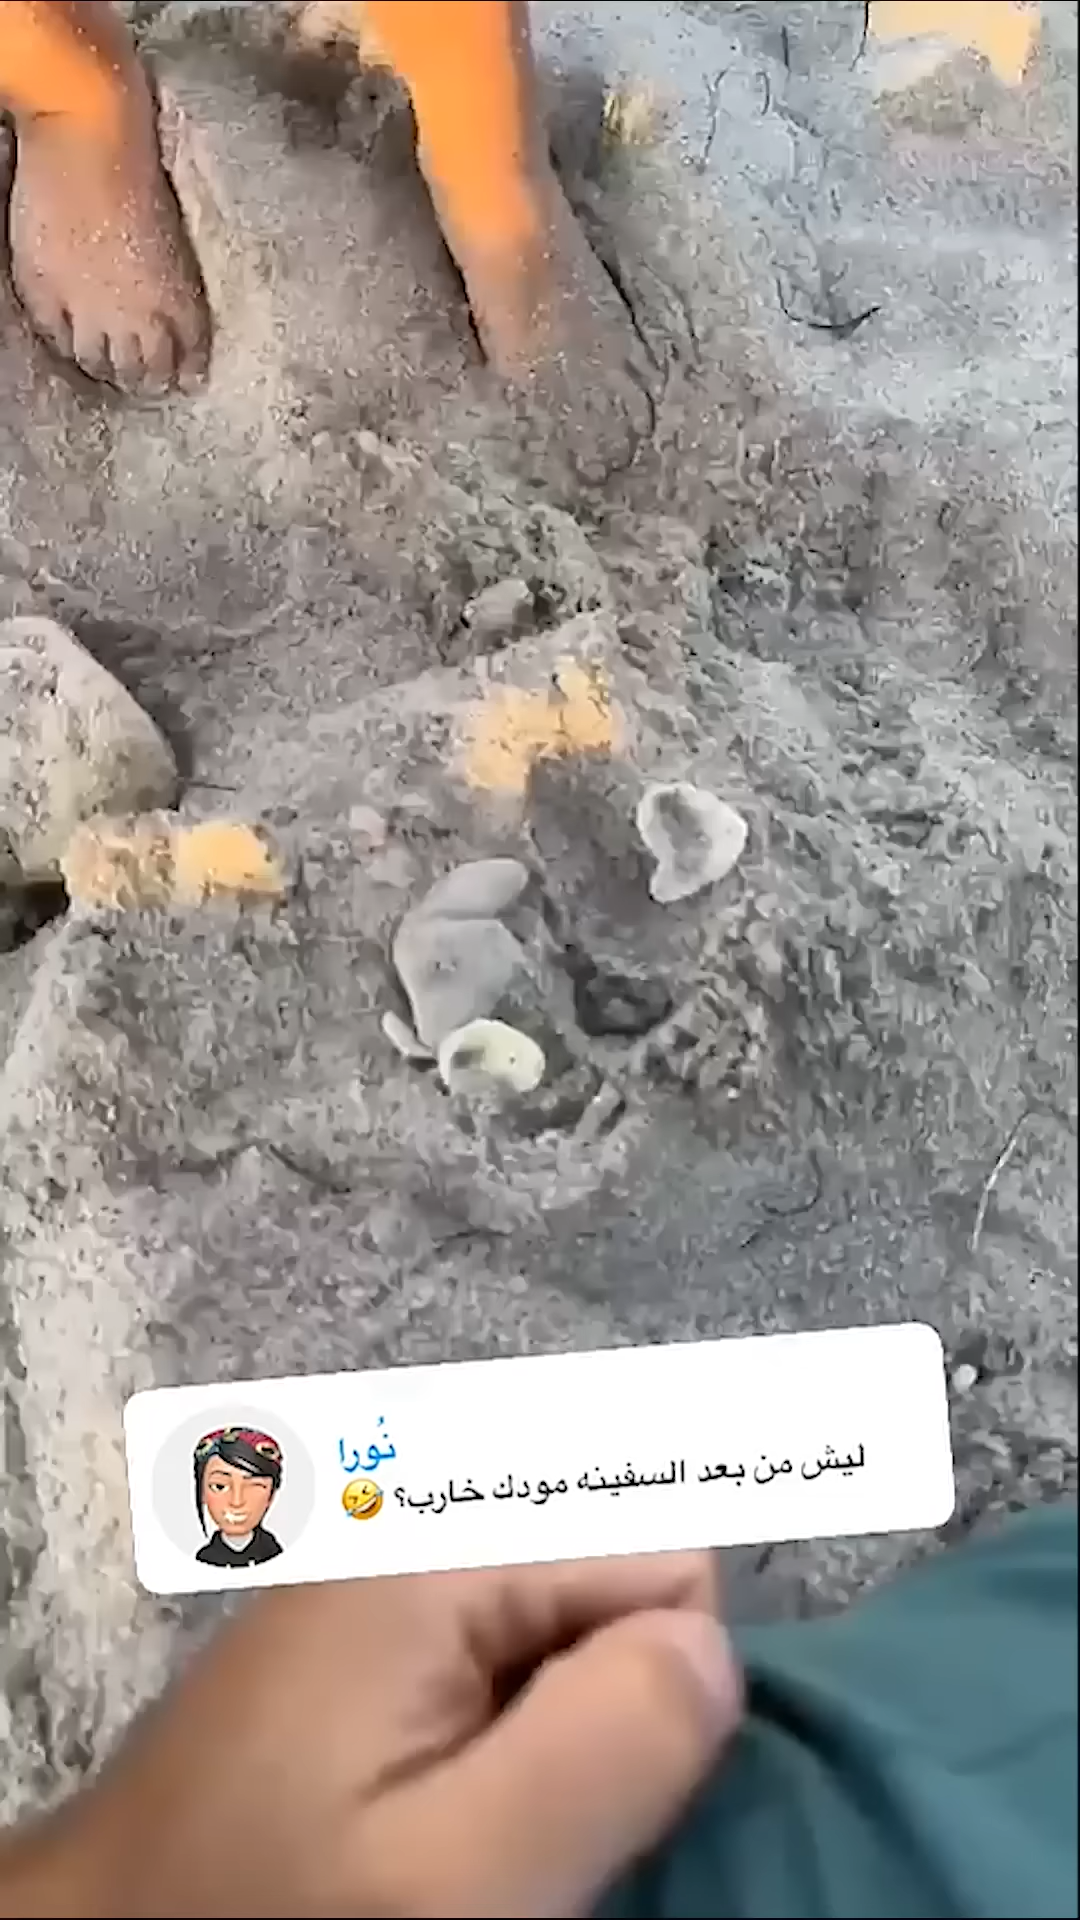 نُورا
ليش من بعد السفينه مودك خارب؟ 🤣